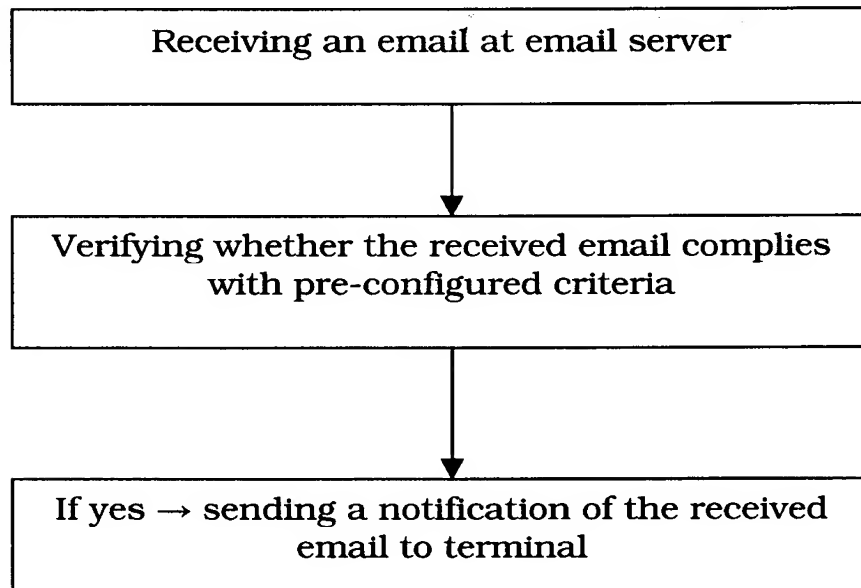 Receiving an email at email server
Verifying whether the received email complies
with pre-configured criteria
If yes → sending a notification of the received
email to terminal